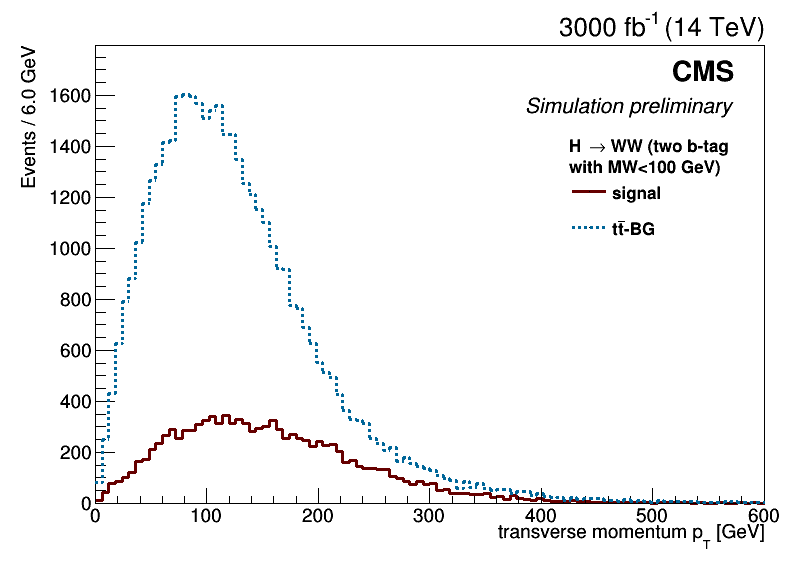 3000 fb⁻¹ (14 TeV)
CMS
Simulation preliminary
H → WW (two b-tag
with MW<100 GeV)
signal
tt̄-BG
Events / 6.0 GeV
1600
1400
1200
1000
800
600
400
200
0
0 100 200 300 400 500 600
transverse momentum p_T [GeV]